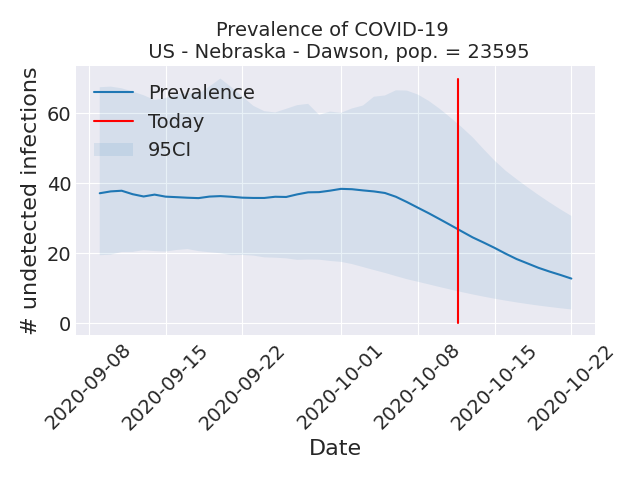 Prevalence of COVID-19
US - Nebraska - Dawson, pop. = 23595
# undetected infections
60
40
20
0
Prevalence
Today
95CI
2020-09-08
2020-09-15
2020-09-22
2020-10-01
2020-10-08
2020-10-15
2020-10-22
Date